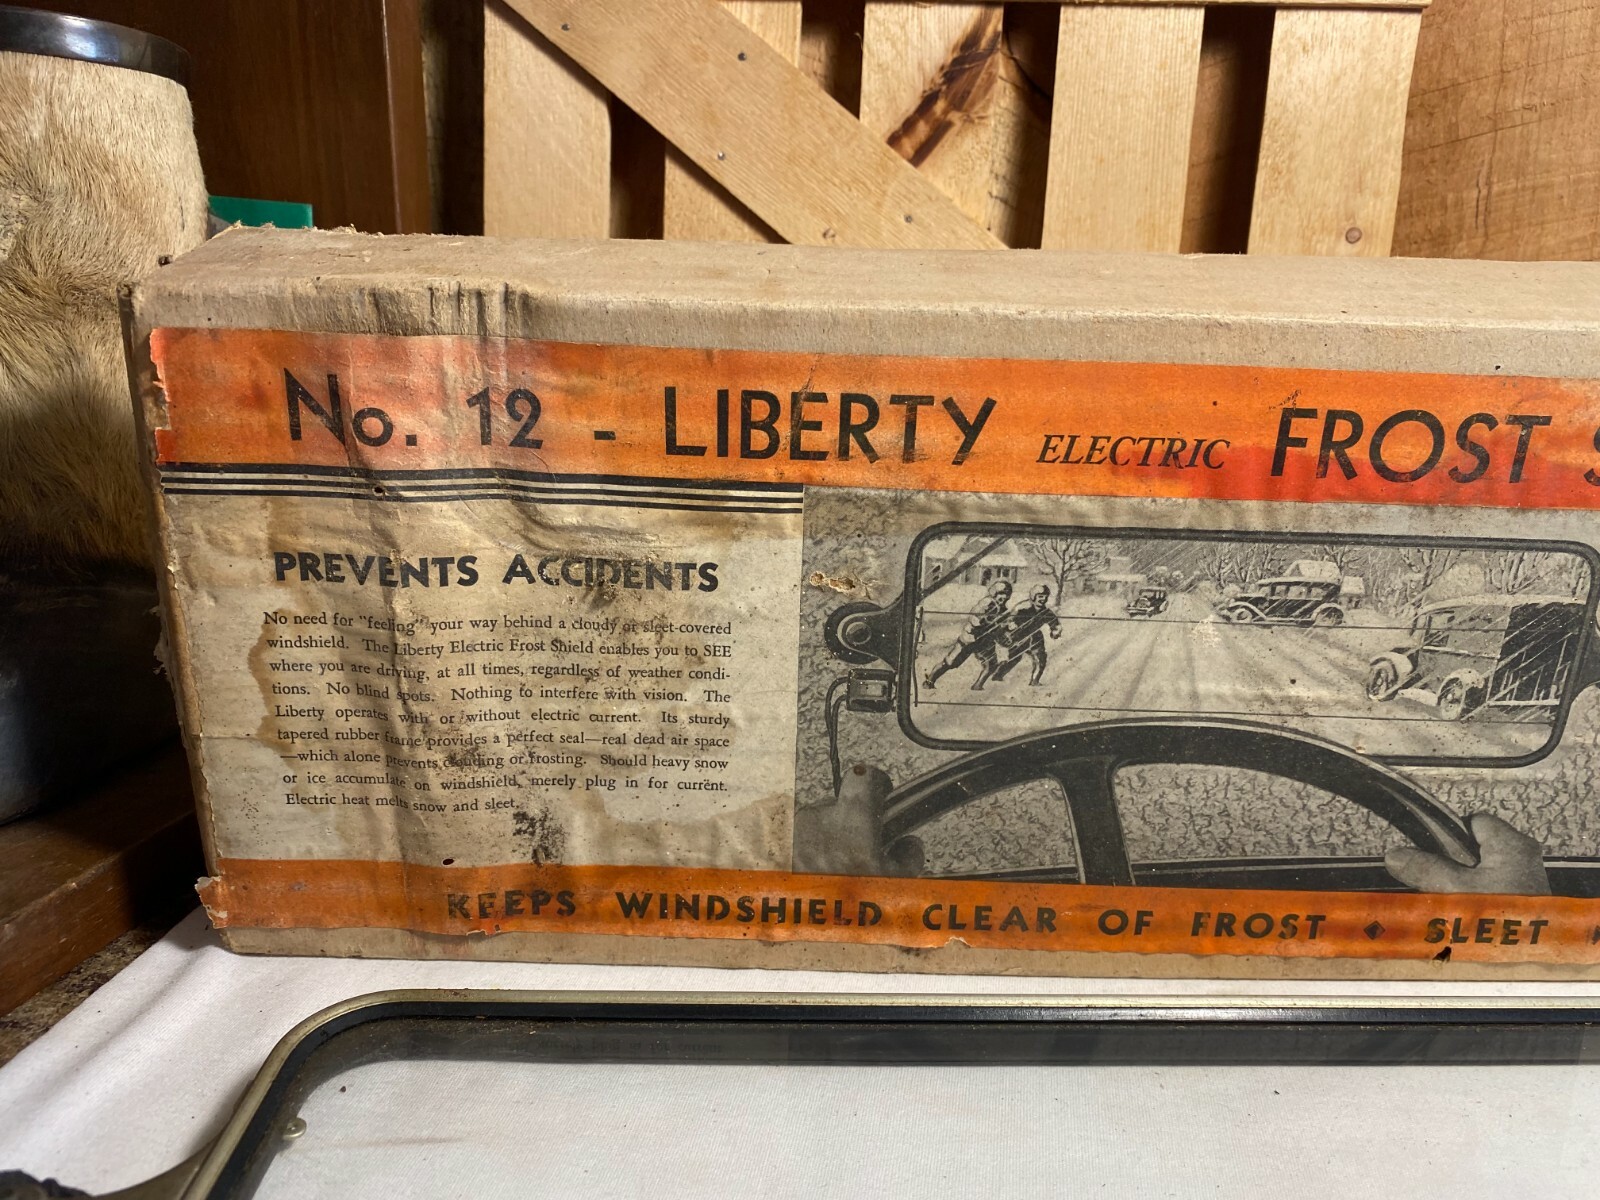 No. 12 - LIBERTY ELECTRIC FROST S
PREVENTS ACCIDENTS
No need for "feeling" your way behind a cloudy or sleet-covered
windshield. The Liberty Electric Frost Shield enables you to SEE
where you are driving, at all times, regardless of weather condi-
tions. No blind spots. Nothing to interfere with vision. The
Liberty operates with or without electric current. Its sturdy
tapered rubber frame provides a perfect seal—real dead air space
—which alone prevents clouding or frosting. Should heavy snow
or ice accumulate on windshield, merely plug in for current.
Electric heat melts snow and sleet.
KEEPS WINDSHIELD CLEAR OF FROST ◆ SLEET